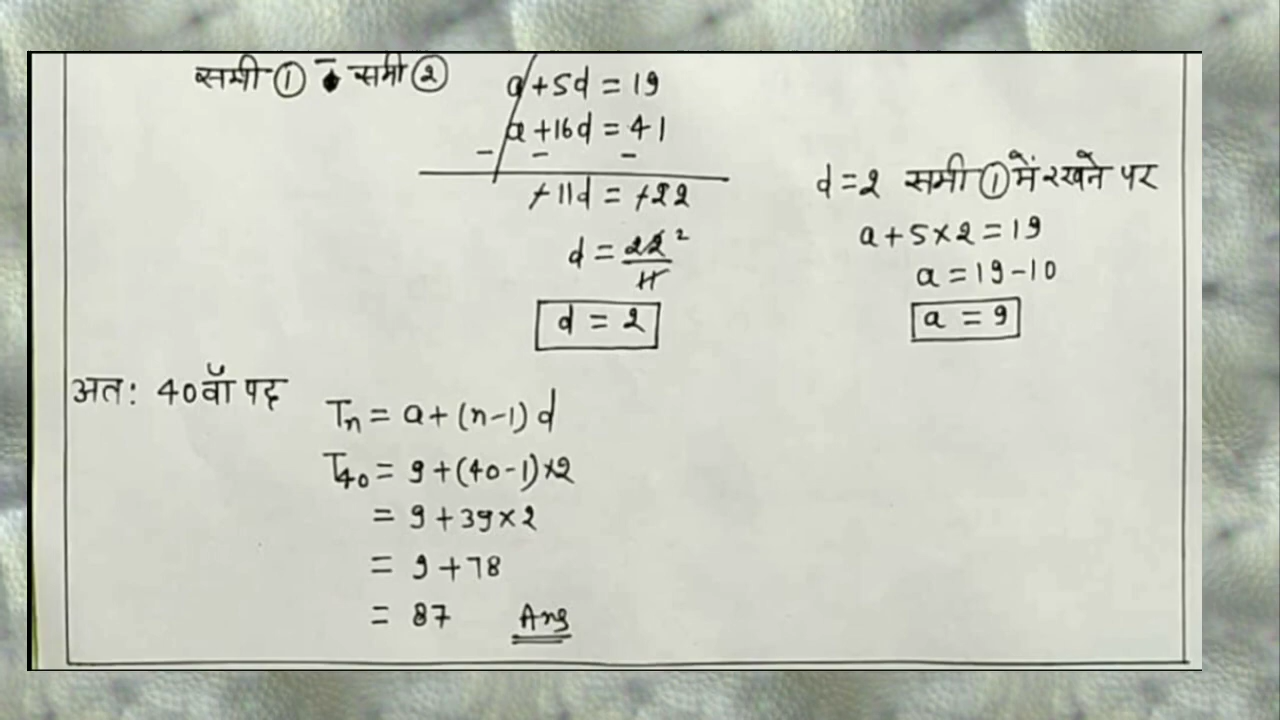 समी ① - समी ②
a + 5d = 19
a + 16d = 41
- - -
+ 11d = + 22
d = 22 2
11
d = 2
d = 2 समी ① में रखने पर
a + 5 × 2 = 19
a = 19 - 10
a = 9
अत: 40वाँ पद
Tn = a + (n-1) d
T40 = 9 + (40-1) × 2
= 9 + 39 × 2
= 9 + 78
= 87 Ans